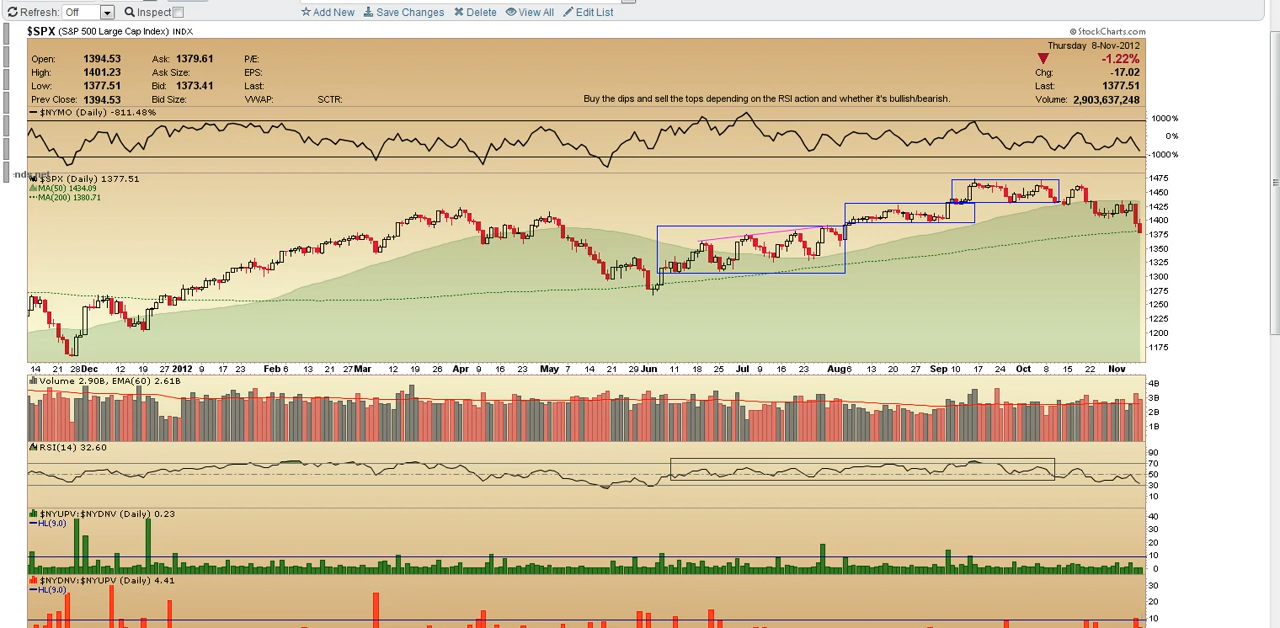 Refresh: Off Inspect
Add New Save Changes Delete View All Edit List
$SPX (S&P 500 Large Cap Index) INDX
© StockCharts.com
Thursday 8-Nov-2012
Open: 1394.53 Ask: 1379.61 P/E: -1.22%
High: 1401.23 Ask Size: EPS: Chg: -17.02
Low: 1377.51 Bid: 1373.41 Last: Last: 1377.51
Prev Close: 1394.53 Bid Size: VWAP: SCTR: Volume: 2,903,637,248
Buy the dips and sell the tops depending on the RSI action and whether it's bullish/bearish.
$NYMO (Daily) -811.48%
1000%
0%
-1000%
$SPX (Daily) 1377.51
MA(50) 1434.09
MA(200) 1380.71
1475
1450
1425
1400
1375
1350
1325
1300
1275
1250
1225
1200
1175
14 21 28 Dec 12 19 27 2012 9 17 23 Feb 6 13 21 27 Mar 12 19 26 Apr 9 16 23 May 7 14 21 29 Jun 11 18 25 Jul 9 16 23 Aug 6 13 20 27 Sep 10 17 24 Oct 8 15 22 Nov
Volume 2.90B, EMA(60) 2.61B
4B
3B
2B
1B
RSI(14) 32.60
90
70
50
30
10
$NYUPV:$NYDNV (Daily) 0.23
HL(9.0)
40
30
20
10
0
$NYDNV:$NYUPV (Daily) 4.41
HL(9.0)
30
20
10